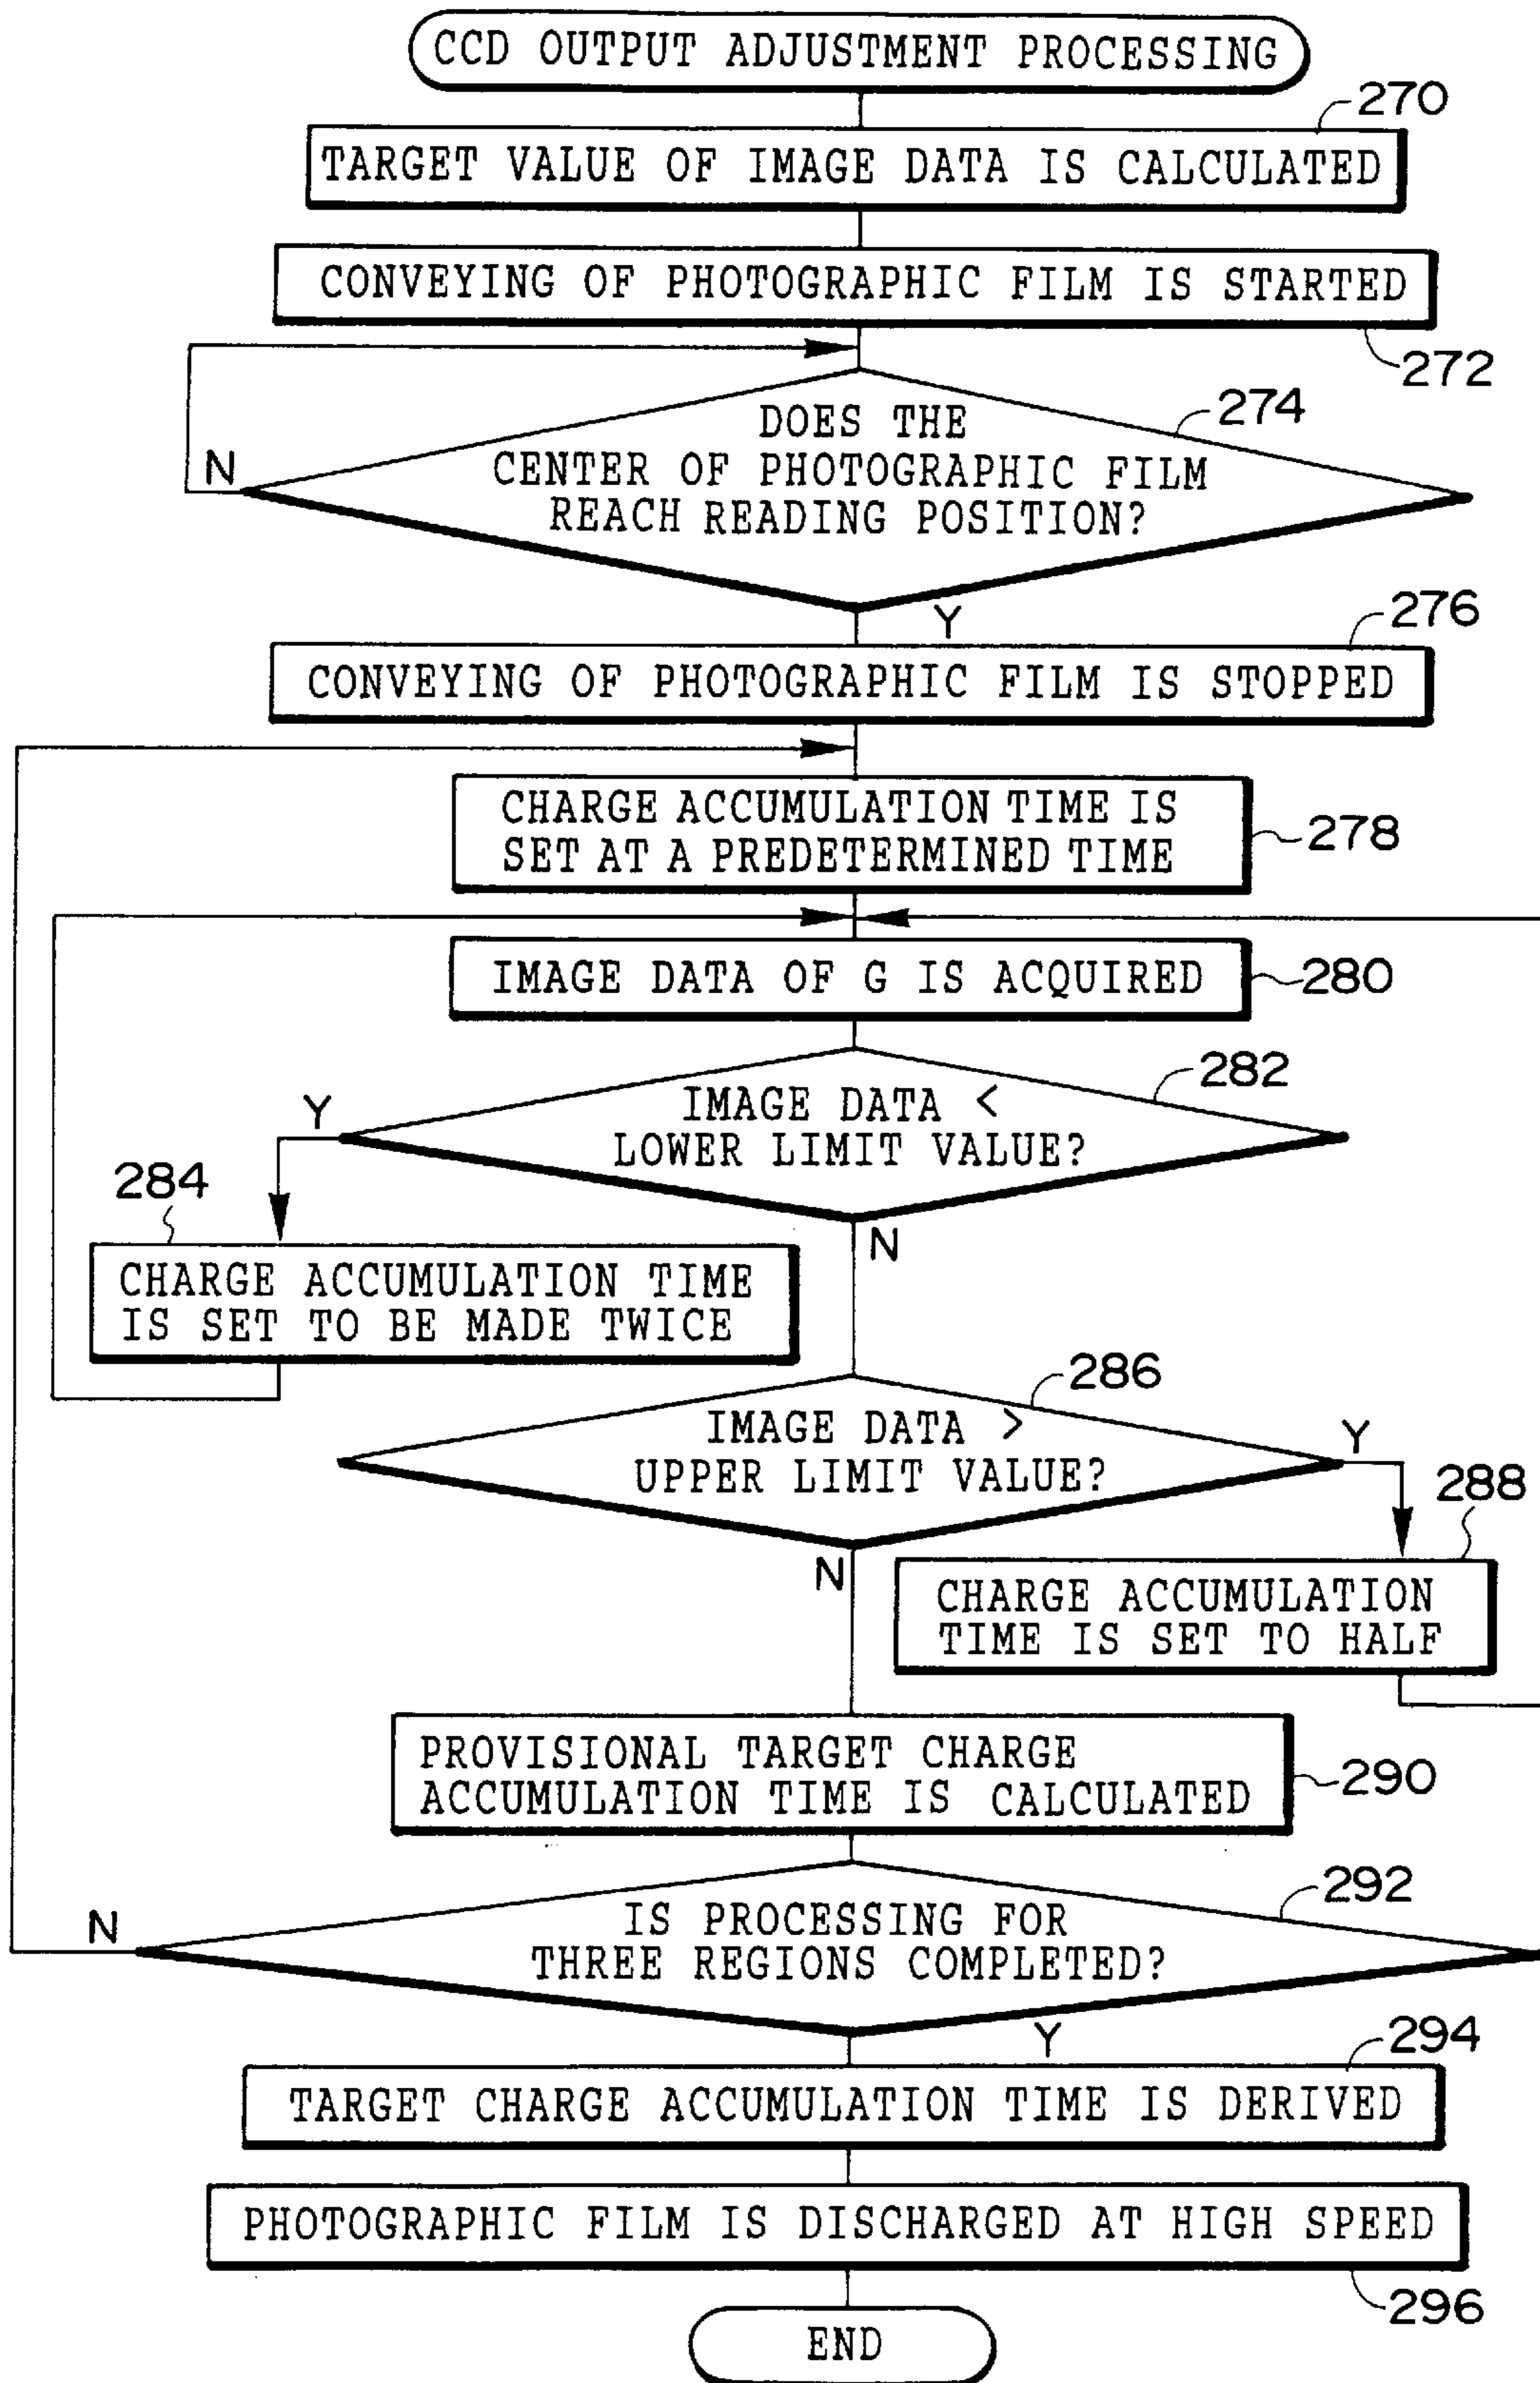 CCD OUTPUT ADJUSTMENT PROCESSING
270
TARGET VALUE OF IMAGE DATA IS CALCULATED
CONVEYING OF PHOTOGRAPHIC FILM IS STARTED
272
274
DOES THE
CENTER OF PHOTOGRAPHIC FILM
REACH READING POSITION?
N
Y
276
CONVEYING OF PHOTOGRAPHIC FILM IS STOPPED
CHARGE ACCUMULATION TIME IS
SET AT A PREDETERMINED TIME
278
IMAGE DATA OF G IS ACQUIRED
280
282
IMAGE DATA <
LOWER LIMIT VALUE?
Y
N
284
CHARGE ACCUMULATION TIME
IS SET TO BE MADE TWICE
286
IMAGE DATA >
UPPER LIMIT VALUE?
Y
N
288
CHARGE ACCUMULATION
TIME IS SET TO HALF
PROVISIONAL TARGET CHARGE
ACCUMULATION TIME IS CALCULATED
290
292
IS PROCESSING FOR
THREE REGIONS COMPLETED?
N
Y
294
TARGET CHARGE ACCUMULATION TIME IS DERIVED
PHOTOGRAPHIC FILM IS DISCHARGED AT HIGH SPEED
296
END